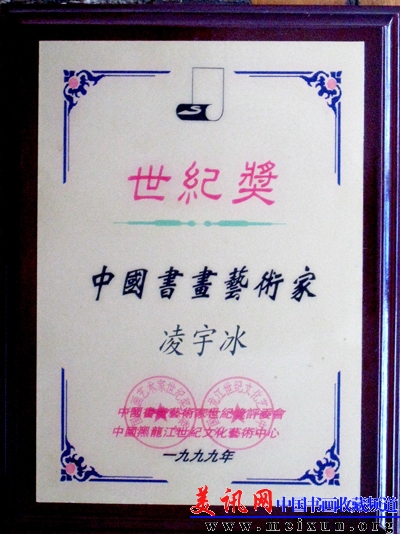 世紀獎
中國書畫藝術家
凌宇冰
中國書畫藝術家世紀獎評委會
中國黑龍江世紀文化藝術中心
一九九九年
美讯网中国书画收藏频道
www.meixun.org